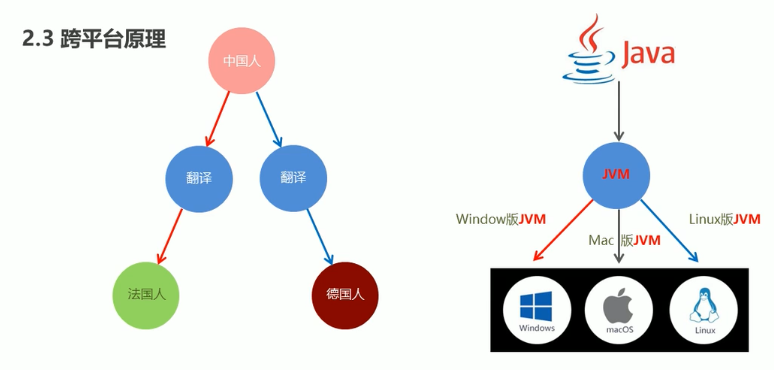 2.3 跨平台原理
中国人
翻译
翻译
法国人
德国人
Java
JVM
Window版JVM
Mac 版JVM
Linux版JVM
Windows
macOS
Linux